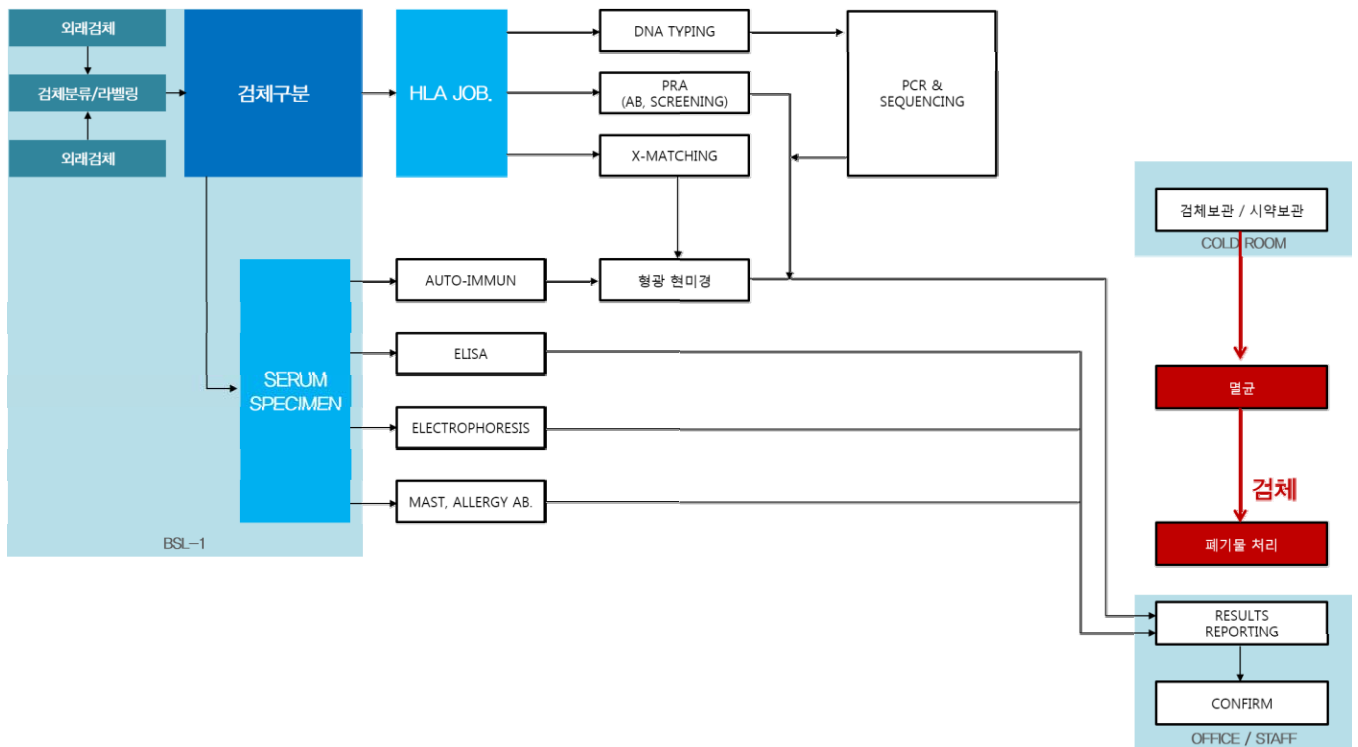 외래검체
검체분류/라벨링
외래검체
검체구분
HLA JOB.
DNA TYPING
PRA
(AB, SCREENING)
X-MATCHING
PCR &
SEQUENCING
검체보관 / 시약보관
COLD ROOM
SERUM
SPECIMEN
AUTO-IMMUN
형광 현미경
ELISA
ELECTROPHORESIS
MAST, ALLERGY AB.
BSL-1
멸균
검체
폐기물 처리
RESULTS
REPORTING
CONFIRM
OFFICE / STAFF